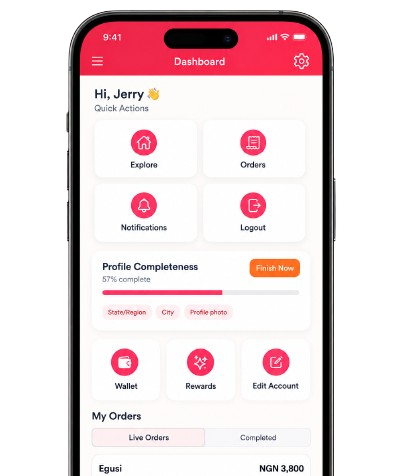 9:41
Dashboard
Hi, Jerry 👋
Quick Actions
Explore Orders
Notifications Logout
Profile Completeness Finish Now
57% complete
State/Region City Profile photo
Wallet Rewards Edit Account
My Orders
Live Orders Completed
Egusi NGN 3,800